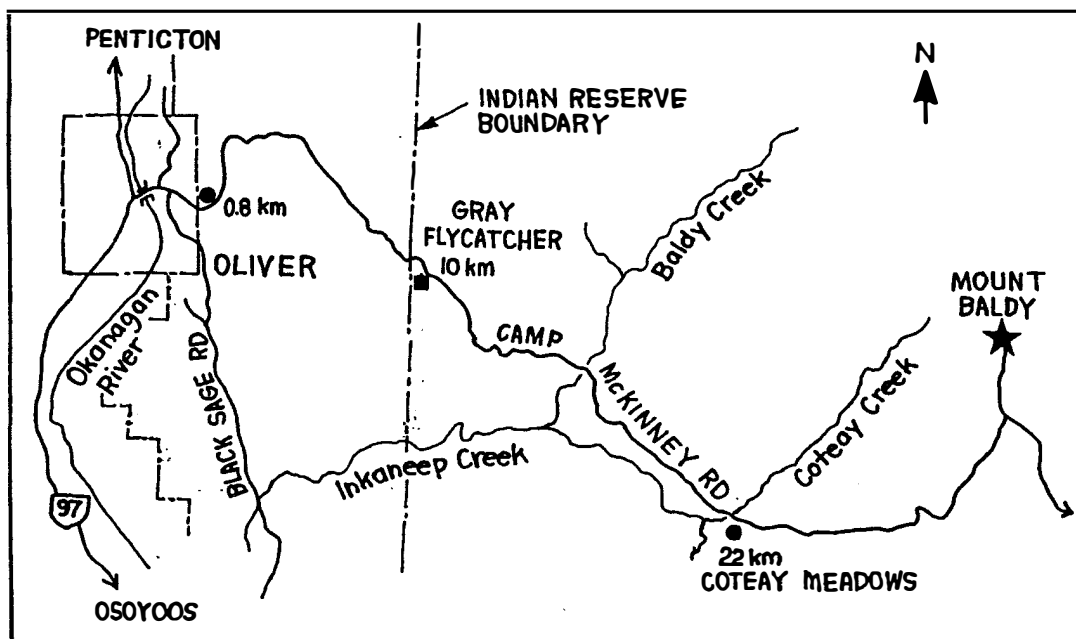 PENTICTON
N
INDIAN RESERVE
BOUNDARY
0.8 km
GRAY
FLYCATCHER
10 km
Baldy Creek
OLIVER
MOUNT
BALDY
Okanagan
River
CAMP
McKINNEY RD
BLACK SAGE RD
Coteay Creek
Inkaneep Creek
97
22 km
COTEAY MEADOWS
OSOYOOS